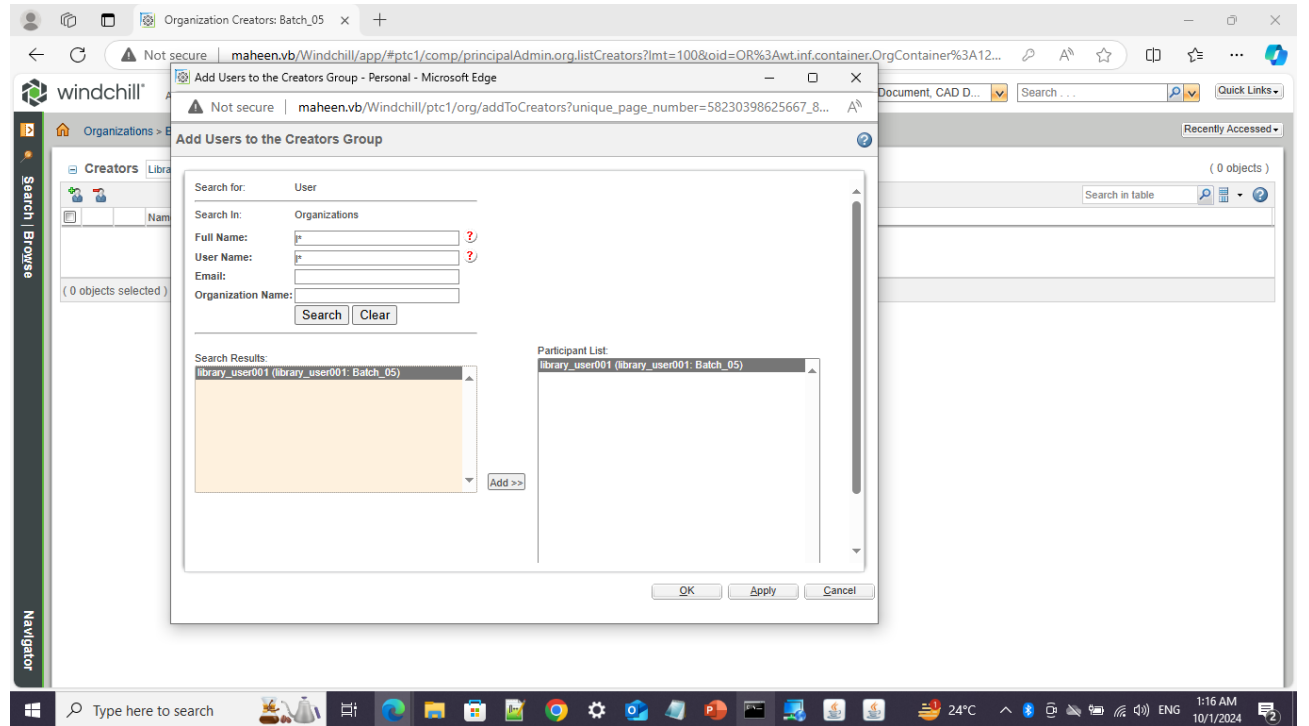 Organization Creators: Batch_05
Not secure maheen.vb/Windchill/app/#ptc1/comp/principalAdmin.org.listCreators?lmt=100&oid=OR%3Awt.inf.container.OrgContainer%3A12...
Add Users to the Creators Group - Personal - Microsoft Edge
windchill
Document, CAD D...
Search . . .
Quick Links
Not secure maheen.vb/Windchill/ptc1/org/addToCreators?unique_page_number=58230398625667_8...
Organizations >
Recently Accessed
Add Users to the Creators Group
Creators
( 0 objects )
Search in table
Search for: User
Search In: Organizations
Full Name: l*
User Name: l*
Email:
Organization Name:
Search Clear
( 0 objects selected )
Search Results:
library_user001 (library_user001: Batch_05)
Add >>
Participant List:
library_user001 (library_user001: Batch_05)
OK Apply Cancel
Search | Browse
Navigator
Type here to search
24°C ENG 1:16 AM
10/1/2024